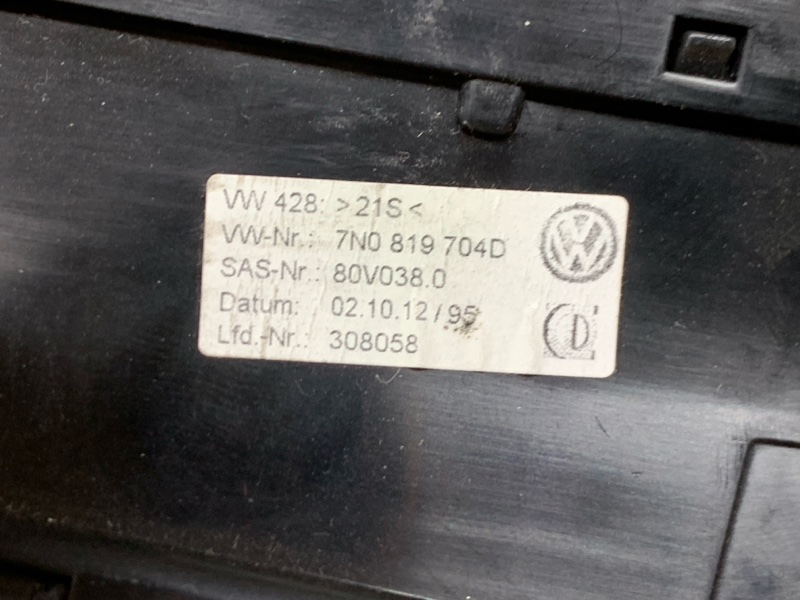 VW 428: >21S<
VW-Nr.: 7N0 819 704D
SAS-Nr.: 80V038.0
Datum: 02.10.12/95
Lfd.-Nr.: 308058